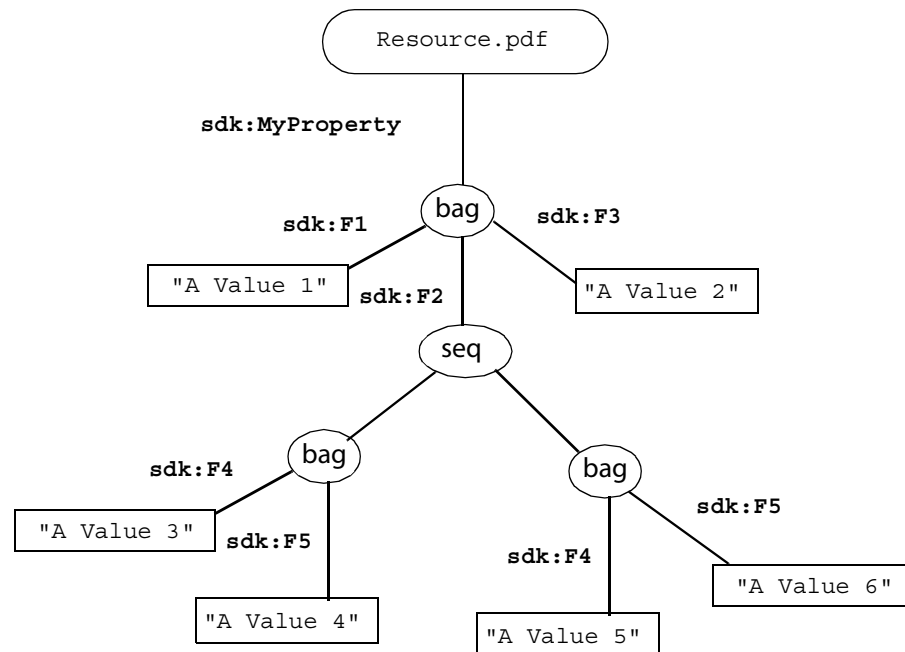 Resource.pdf
sdk:MyProperty
bag
sdk:F1
sdk:F3
"A Value 1"
sdk:F2
"A Value 2"
seq
bag
bag
sdk:F4
sdk:F5
"A Value 3"
sdk:F5
sdk:F4
"A Value 6"
"A Value 4"
"A Value 5"